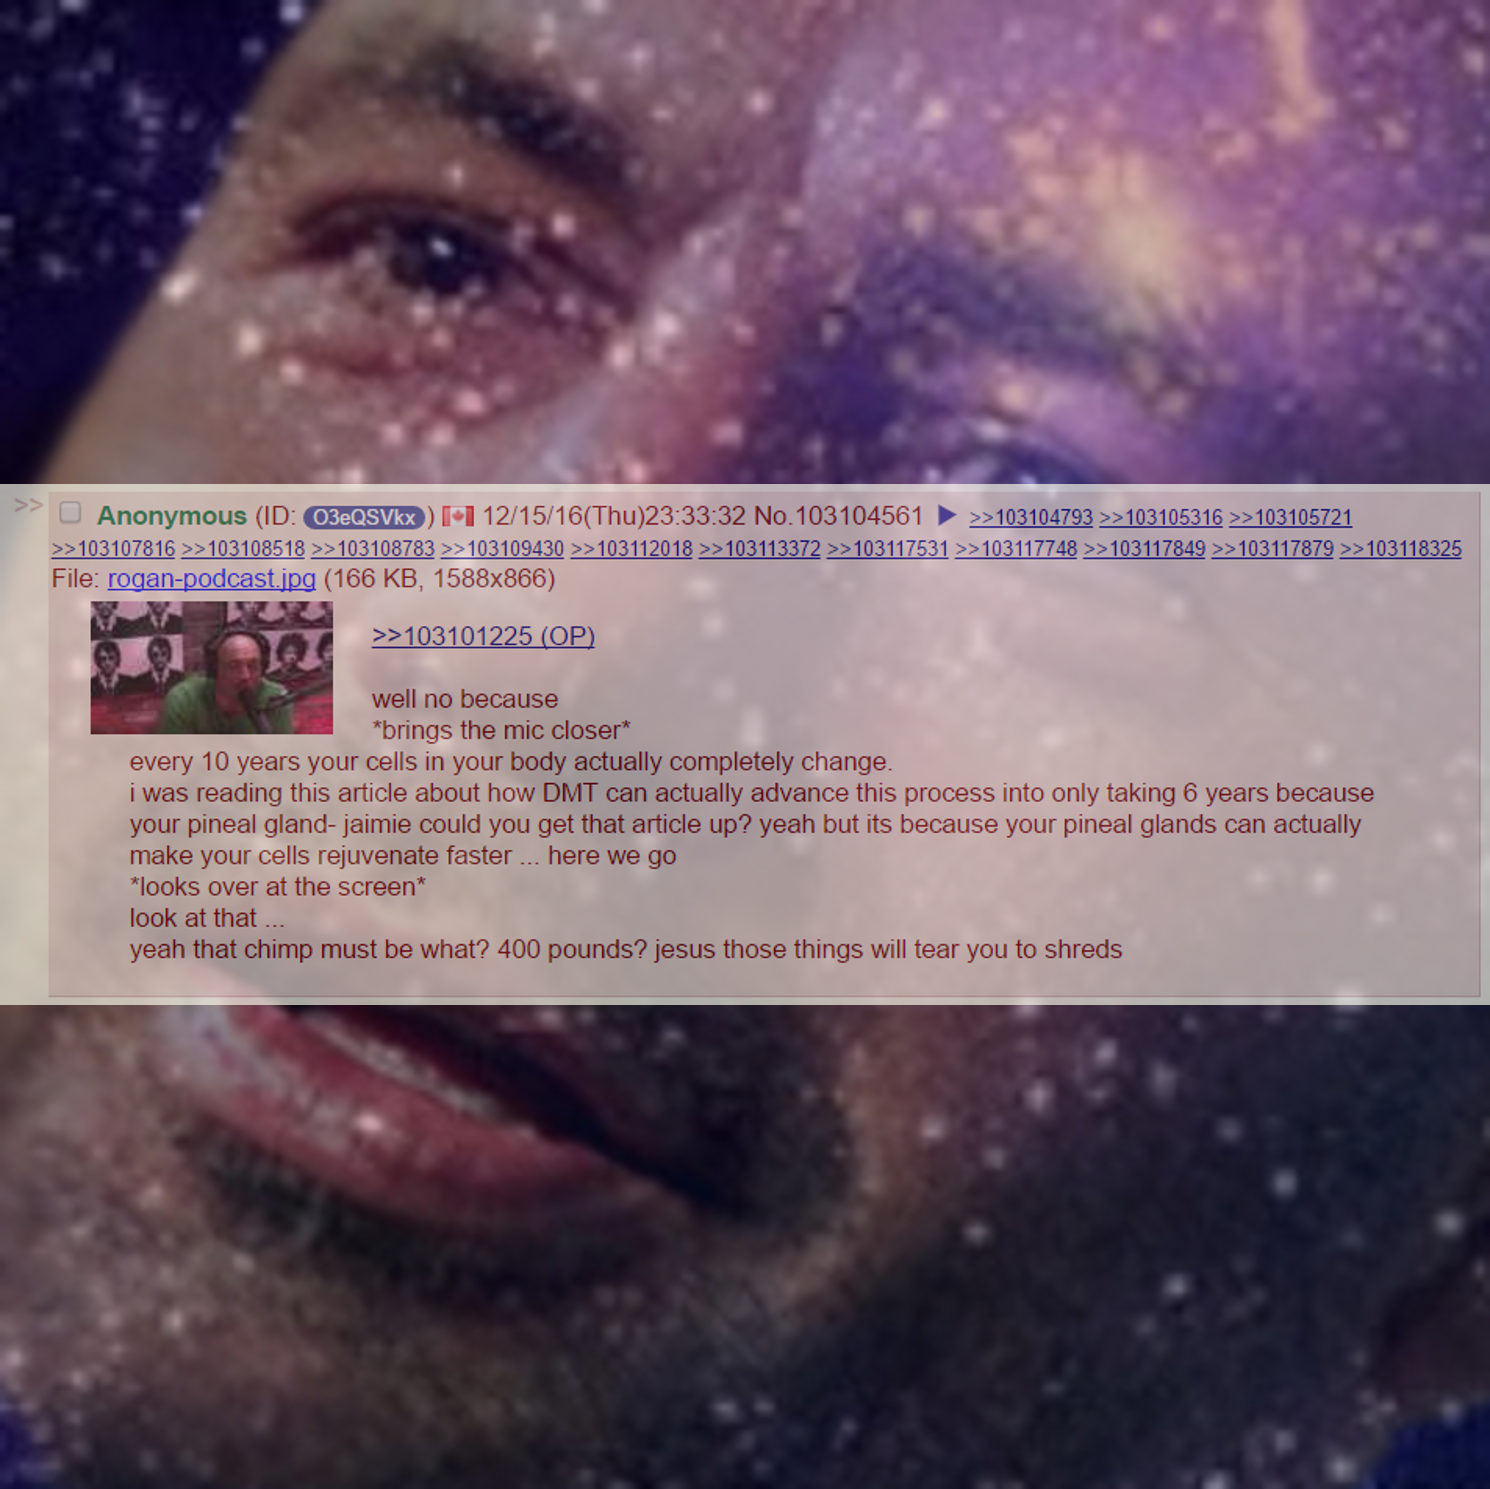 >> Anonymous (ID: O3eQSVkx) 12/15/16(Thu)23:33:32 No.103104561 ▶ >>103104793 >>103105316 >>103105721
>>103107816 >>103108518 >>103108783 >>103109430 >>103112018 >>103113372 >>103117531 >>103117748 >>103117849 >>103117879 >>103118325
File: rogan-podcast.jpg (166 KB, 1588x866)
>>103101225 (OP)
well no because
*brings the mic closer*
every 10 years your cells in your body actually completely change.
i was reading this article about how DMT can actually advance this process into only taking 6 years because
your pineal gland- jaimie could you get that article up? yeah but its because your pineal glands can actually
make your cells rejuvenate faster ... here we go
*looks over at the screen*
look at that ...
yeah that chimp must be what? 400 pounds? jesus those things will tear you to shreds